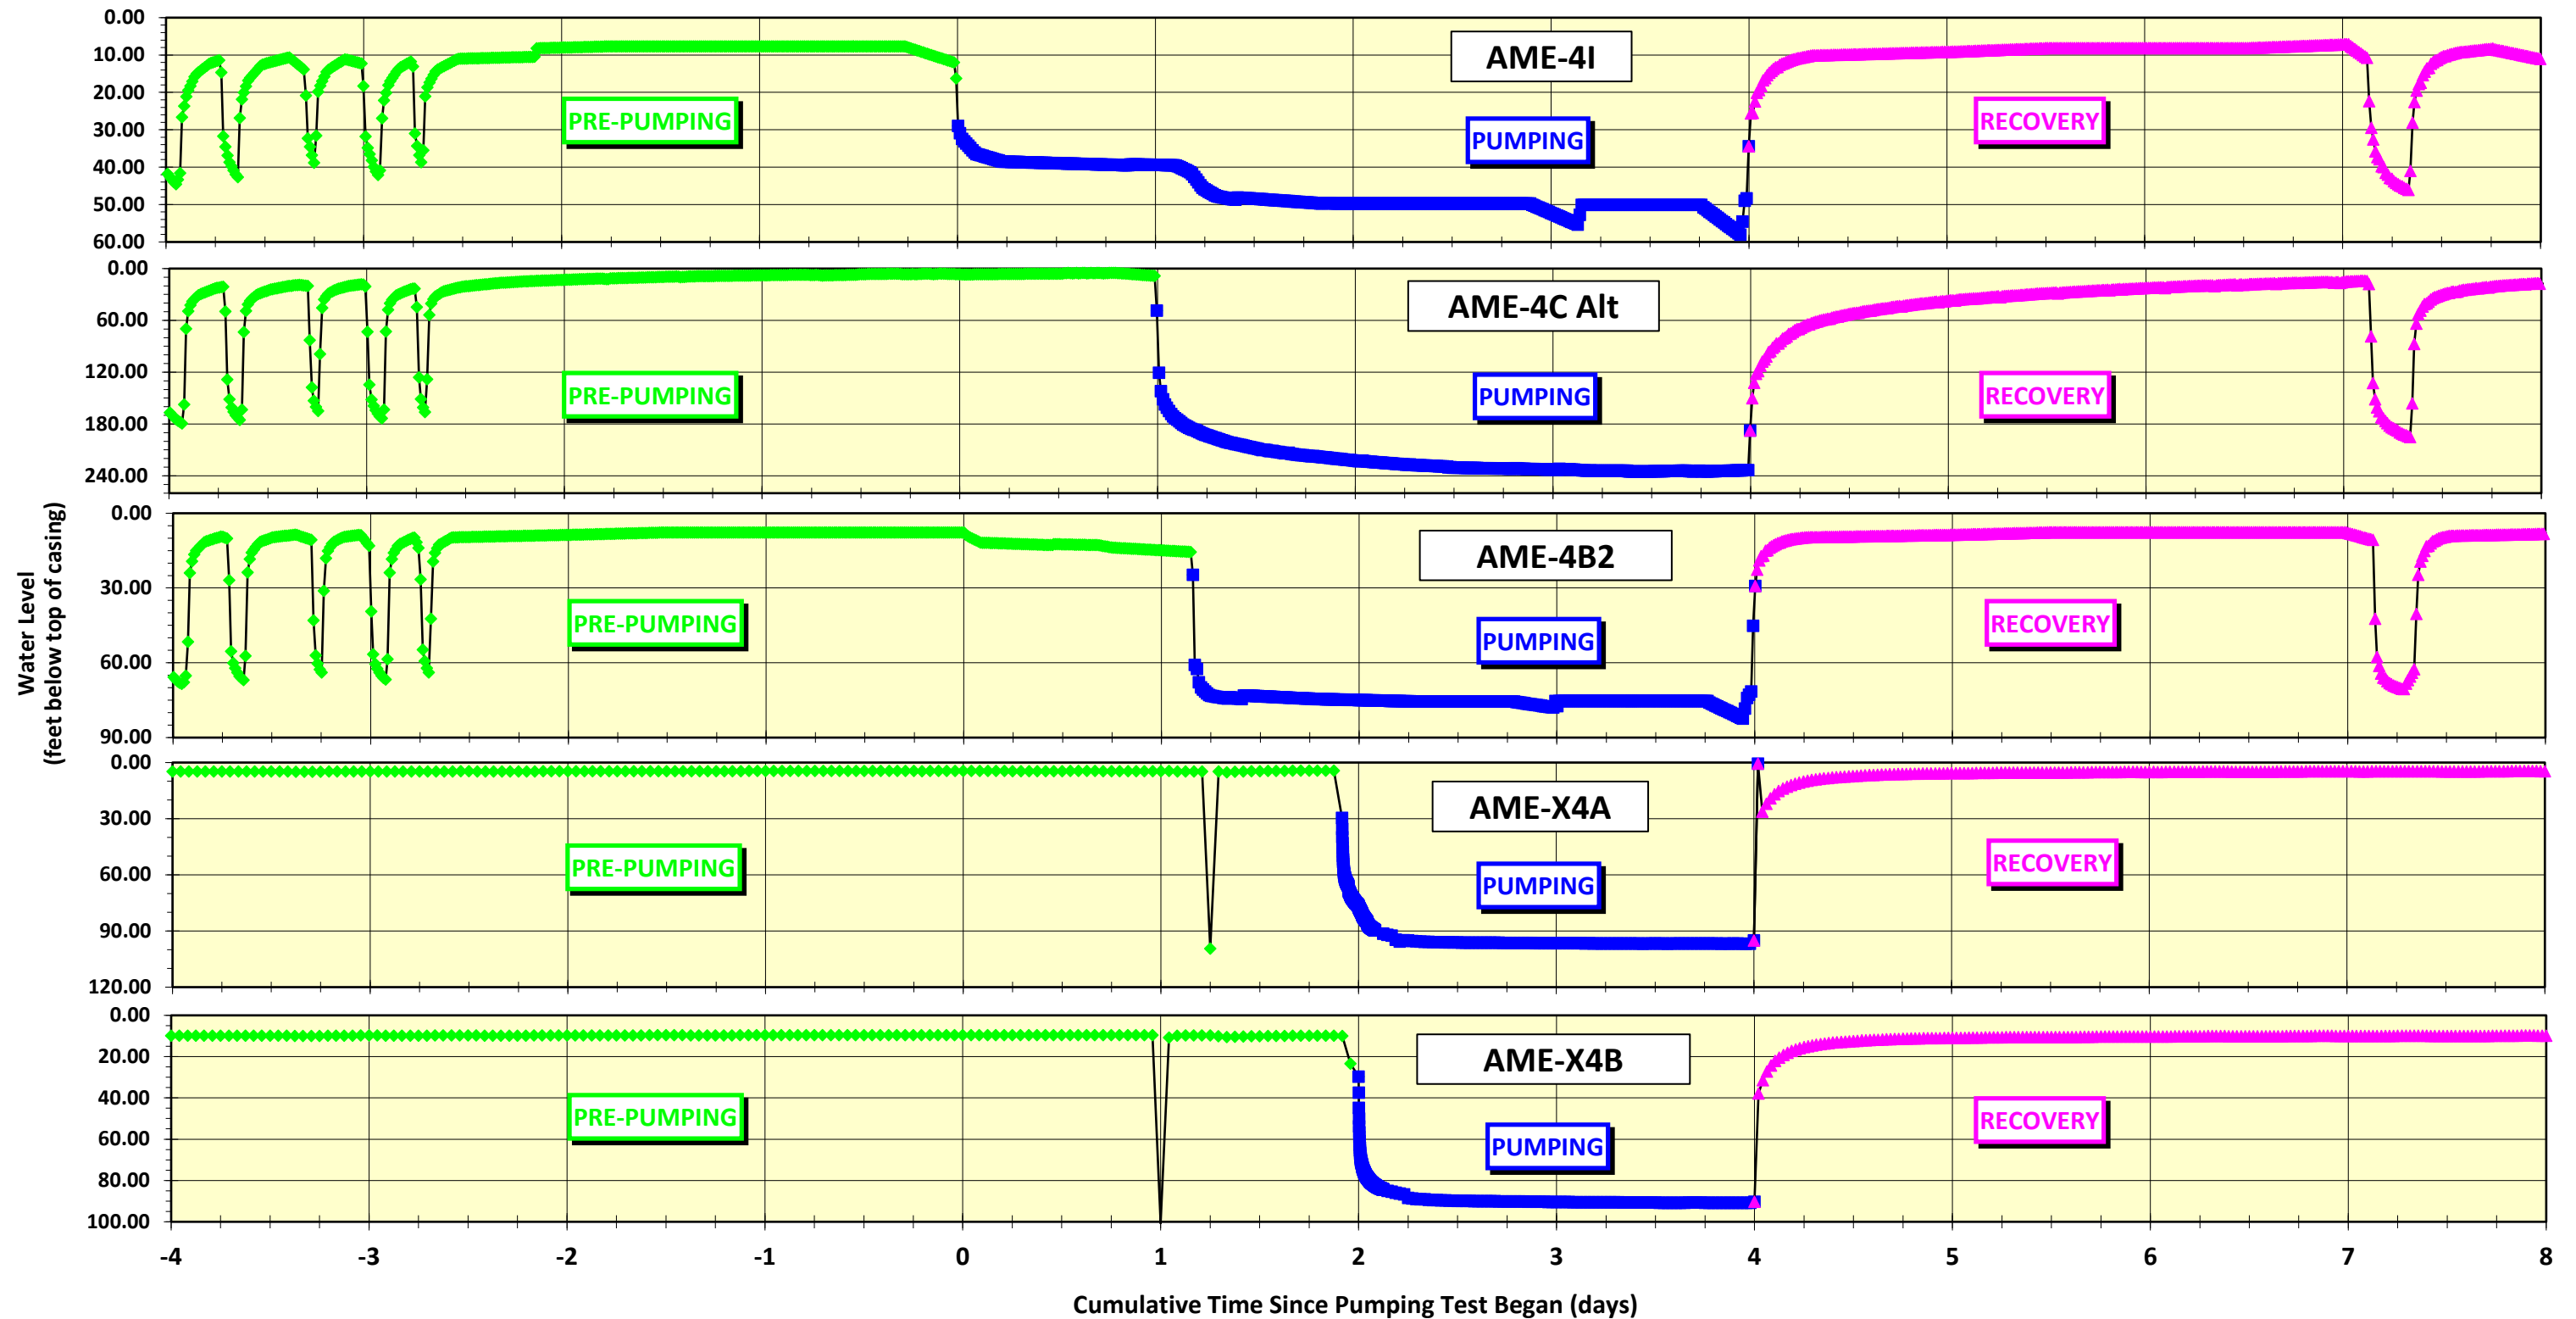 0.00
10.00
20.00
30.00
40.00
50.00
60.00
AME-4I
PRE-PUMPING
PUMPING
RECOVERY
0.00
60.00
120.00
180.00
240.00
AME-4C Alt
PRE-PUMPING
PUMPING
RECOVERY
Water Level
(feet below top of casing)
0.00
30.00
60.00
90.00
AME-4B2
PRE-PUMPING
PUMPING
RECOVERY
0.00
30.00
60.00
90.00
120.00
AME-X4A
PRE-PUMPING
PUMPING
RECOVERY
0.00
20.00
40.00
60.00
80.00
100.00
AME-X4B
PRE-PUMPING
PUMPING
RECOVERY
-4 -3 -2 -1 0 1 2 3 4 5 6 7 8
Cumulative Time Since Pumping Test Began (days)